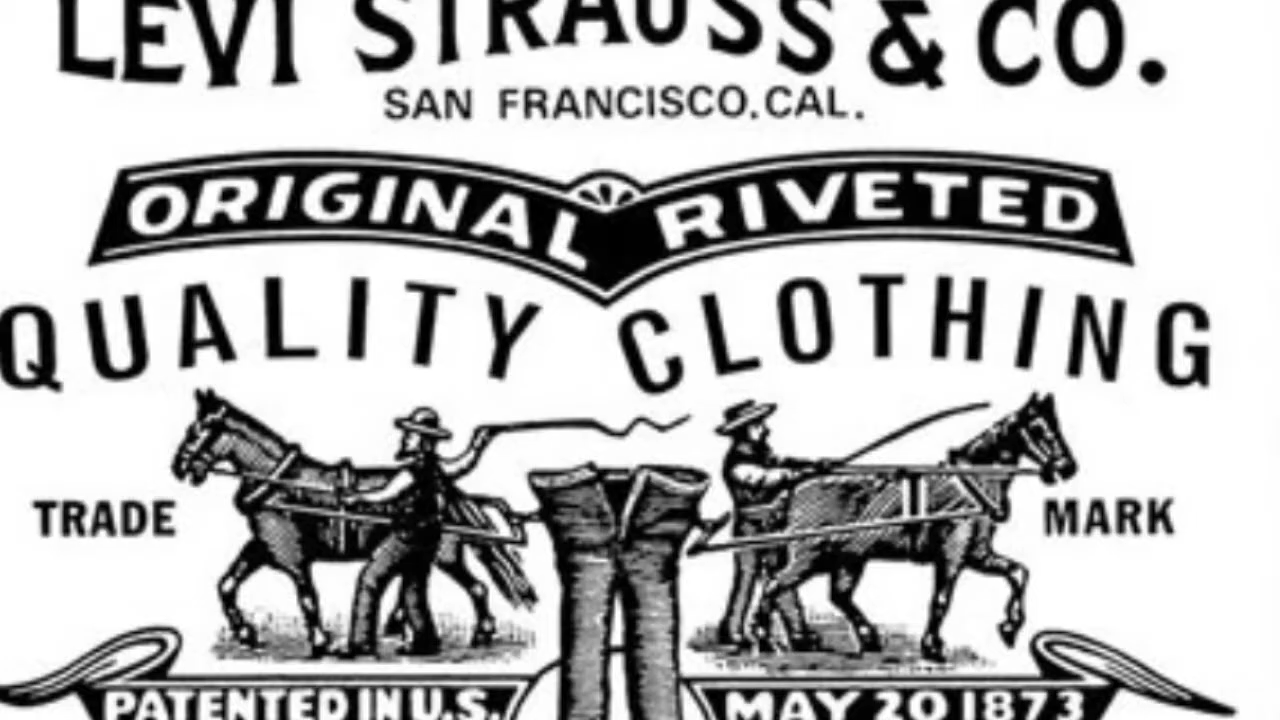 LEVI STRAUSS & CO.
SAN FRANCISCO, CAL.
ORIGINAL RIVETED
QUALITY CLOTHING
TRADE MARK
PATENTED IN U.S. MAY 20 1873